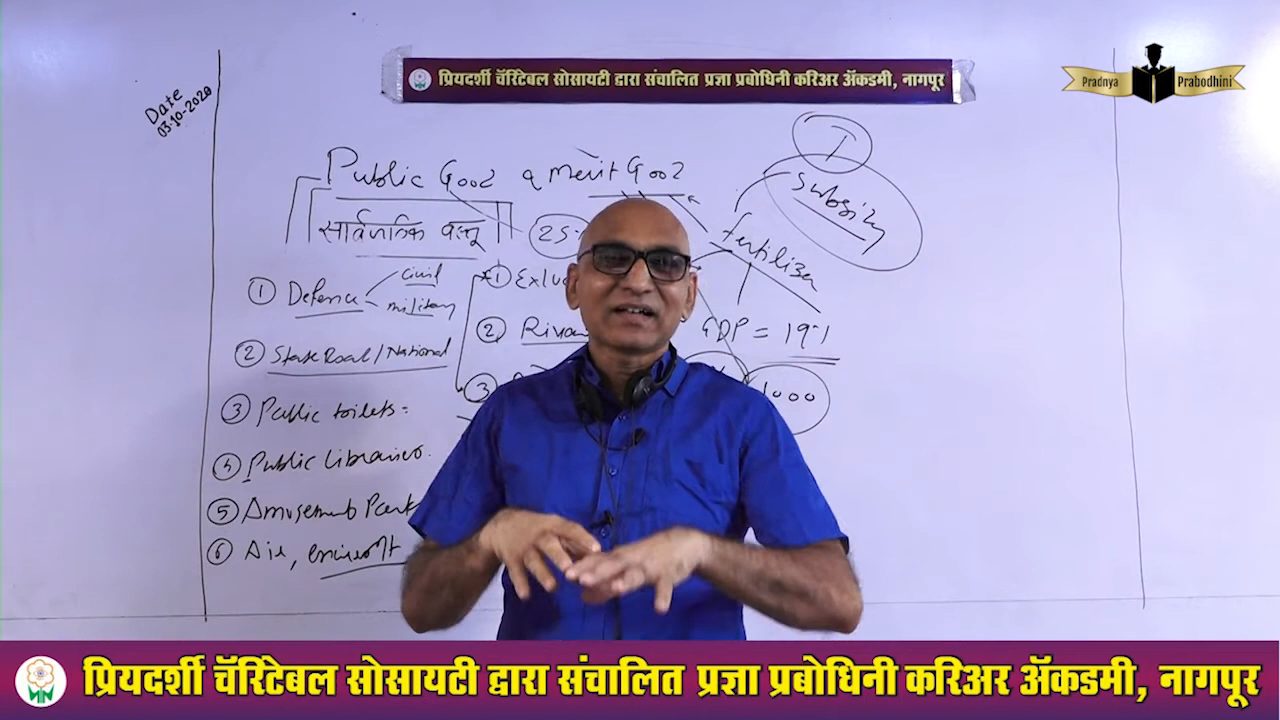 प्रियदर्शी चॅरिटेबल सोसायटी द्वारा संचालित प्रज्ञा प्रबोधिनी करिअर ॲकडमी, नागपूर
Pradnya Prabodhini
Date
03-10-2020
Public Good & merit Good
सार्वजनिक वस्तू
25
I
Subsidy
Fertilizer
① Defence
civil
military
① Exlu
② State Road/National
② Riva
GDP = 19%
③ Public toilets
③
1000
④ Public Libraries.
⑤ Amusement Park
⑥ Air,
प्रियदर्शी चॅरिटेबल सोसायटी द्वारा संचालित प्रज्ञा प्रबोधिनी करिअर ॲकडमी, नागपूर